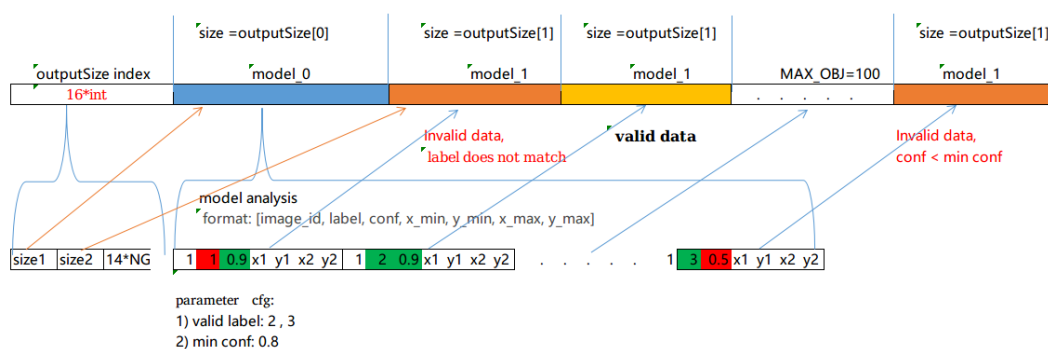 size =outputSize[0]
size =outputSize[1]
size =outputSize[1]
size =outputSize[1]
outputSize index
model_0
model_1
model_1
MAX_OBJ=100
model_1
16*int
. . . . .
Invalid data,
label does not match
valid data
Invalid data,
conf < min conf
model analysis
format: [image_id, label, conf, x_min, y_min, x_max, y_max]
size1 size2 14*NG
1 1 0.9 x1 y1 x2 y2
1 2 0.9 x1 y1 x2 y2
. . . . .
1 3 0.5 x1 y1 x2 y2
parameter cfg:
1) valid label: 2 , 3
2) min conf: 0.8